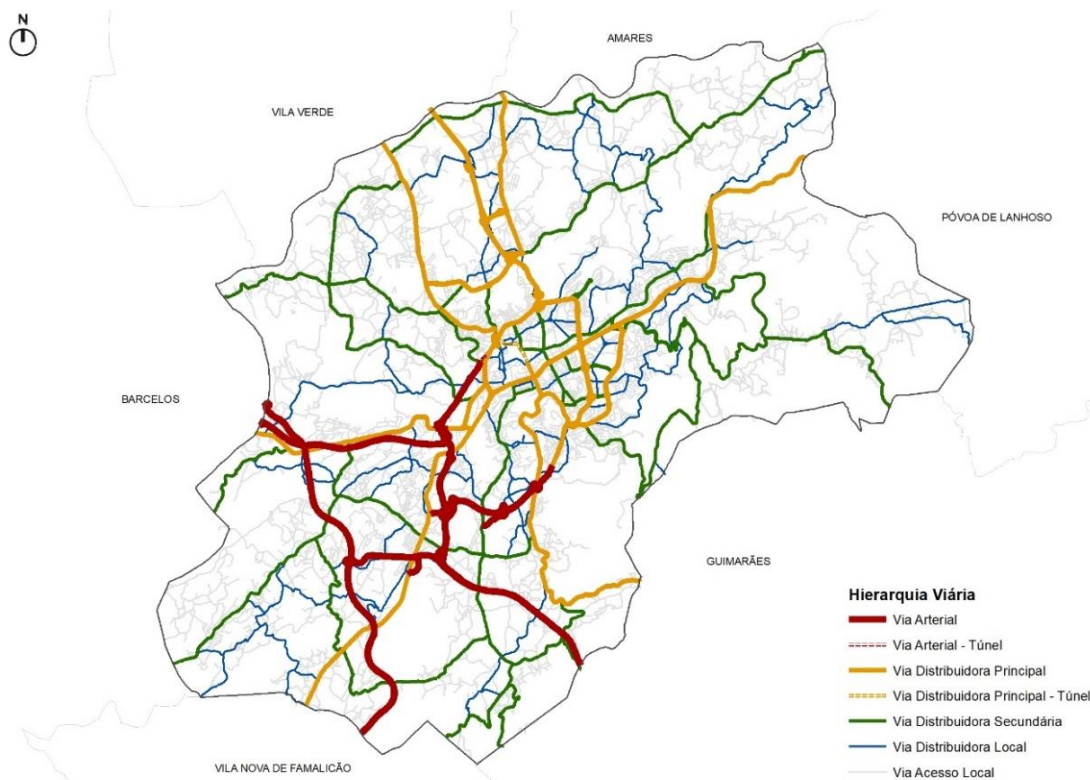 N
AMARES
VILA VERDE
PÓVOA DE LANHOSO
BARCELOS
GUIMARÃES
VILA NOVA DE FAMALICÃO
Hierarquia Viária
Via Arterial
Via Arterial - Túnel
Via Distribuidora Principal
Via Distribuidora Principal - Túnel
Via Distribuidora Secundária
Via Distribuidora Local
Via Acesso Local